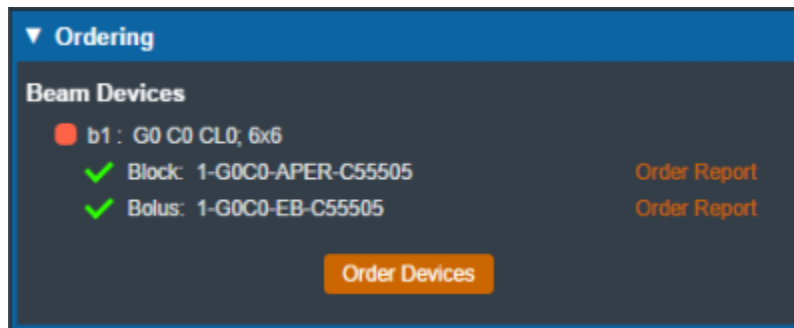 Ordering
Beam Devices
b1 : G0 C0 CL0; 6x6
Block: 1-G0C0-APER-C55505 Order Report
Bolus: 1-G0C0-EB-C55505 Order Report
Order Devices